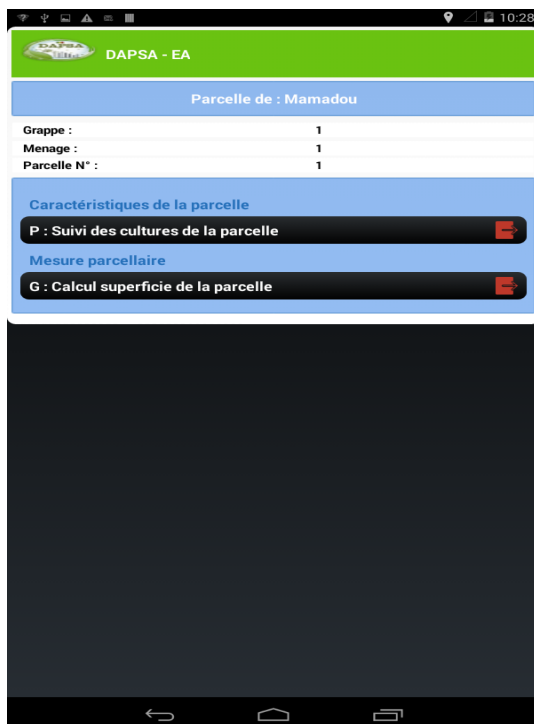 10:28
DAPSA
DAPSA - EA
Parcelle de : Mamadou
Grappe : 1
Menage : 1
Parcelle N° : 1
Caractéristiques de la parcelle
P : Suivi des cultures de la parcelle
Mesure parcellaire
G : Calcul superficie de la parcelle